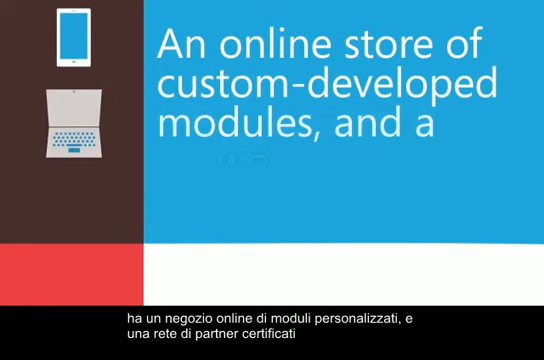 An online store of
custom-developed
modules, and a
ha un negozio online di moduli personalizzati, e
una rete di partner certificati